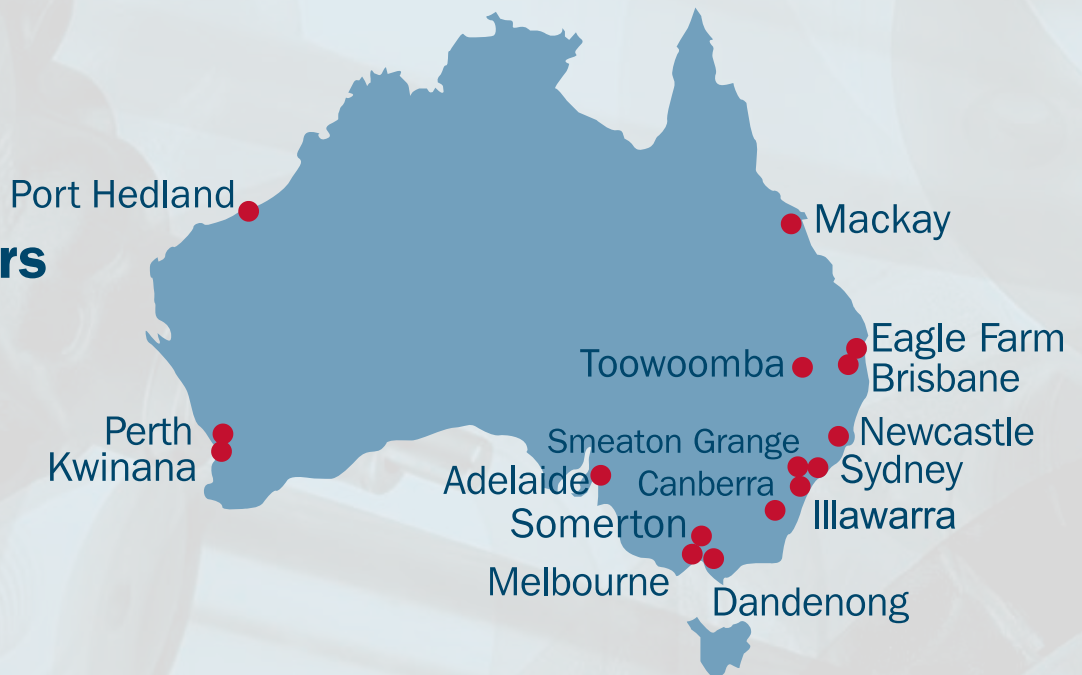 Port Hedland
rs
Mackay
Eagle Farm
Toowoomba
Brisbane
Perth
Newcastle
Kwinana
Smeaton Grange
Sydney
Adelaide
Canberra
Illawarra
Somerton
Melbourne
Dandenong